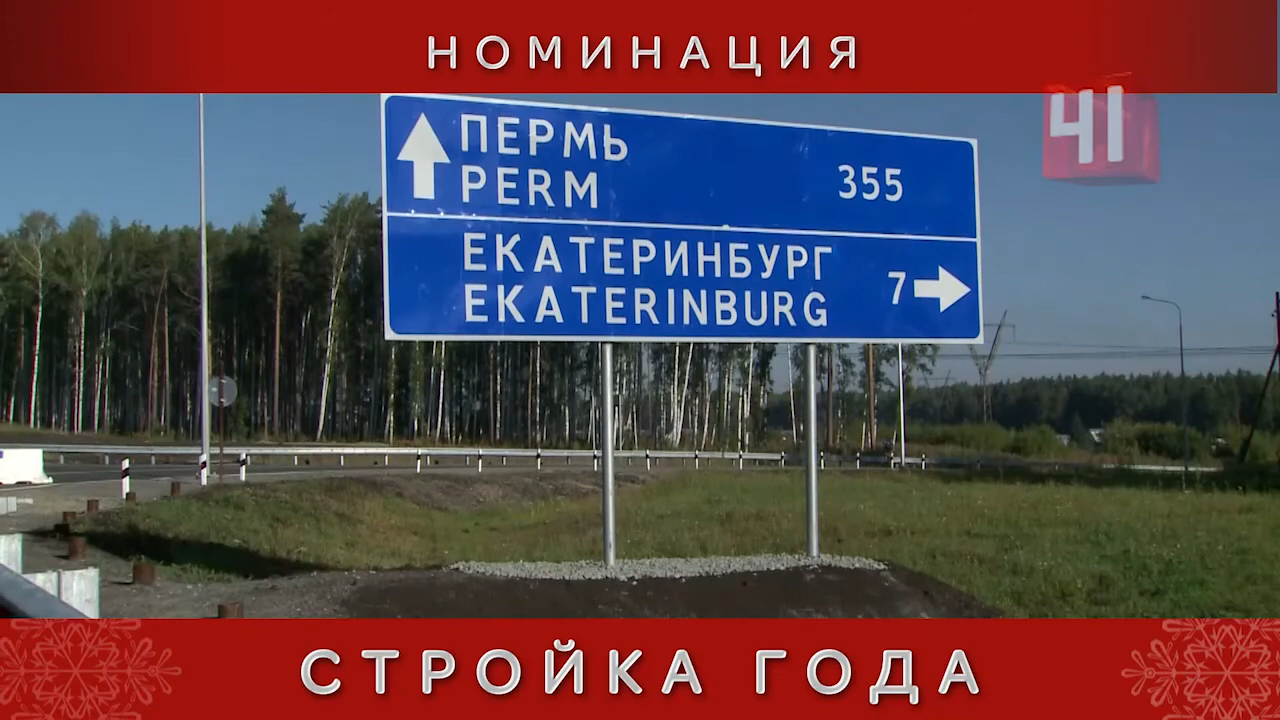 НОМИНАЦИЯ
41
ПЕРМЬ
PERM
355
ЕКАТЕРИНБУРГ
EKATERINBURG
7
СТРОЙКА ГОДА